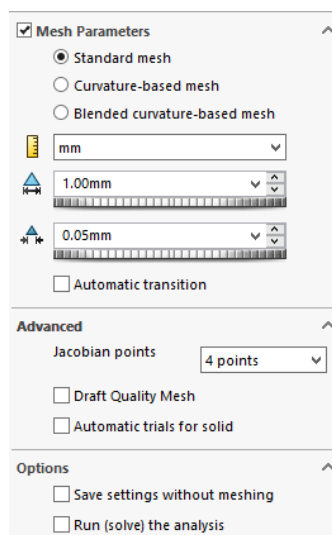 Mesh Parameters
Standard mesh
Curvature-based mesh
Blended curvature-based mesh
mm
1.00mm
0.05mm
Automatic transition
Advanced
Jacobian points 4 points
Draft Quality Mesh
Automatic trials for solid
Options
Save settings without meshing
Run (solve) the analysis